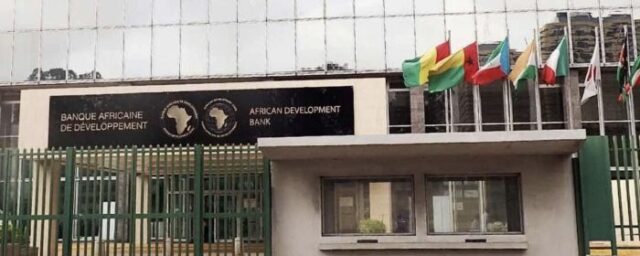 BANQUE AFRICAINE
DE DÉVELOPPEMENT
AFRICAN DEVELOPMENT
BANK